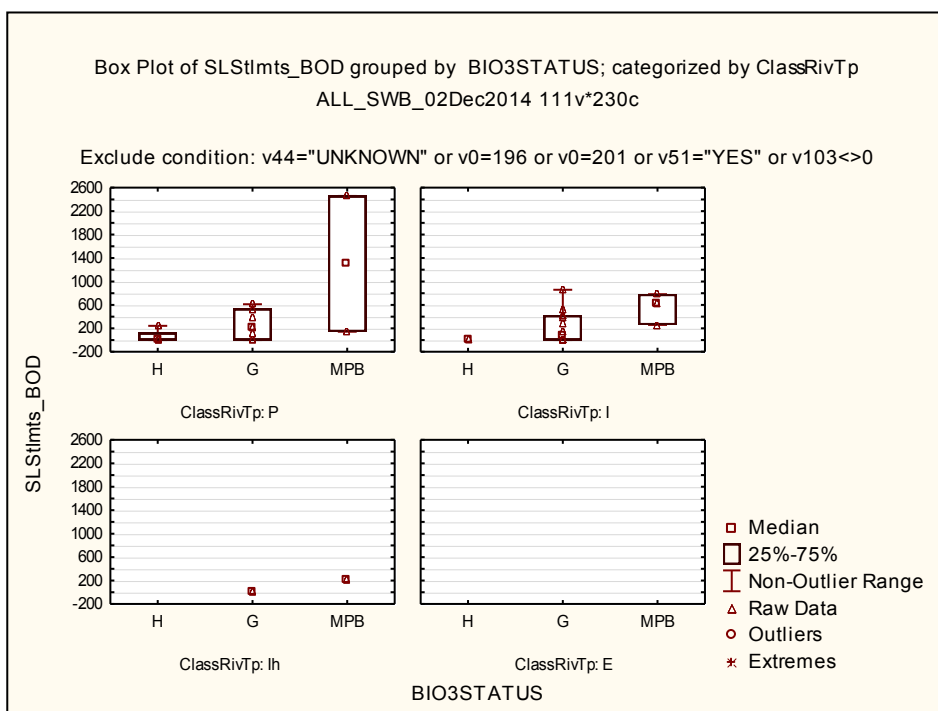 Box Plot of SLStlmts_BOD grouped by BIO3STATUS; categorized by ClassRivTp
ALL_SWB_02Dec2014 111v*230c
Exclude condition: v44="UNKNOWN" or v0=196 or v0=201 or v51="YES" or v103<>0
SLStlmts_BOD
2600
2200
1800
1400
1000
600
200
-200
H G MPB
ClassRivTp: P
H G MPB
ClassRivTp: I
2600
2200
1800
1400
1000
600
200
-200
H G MPB
ClassRivTp: Ih
H G MPB
ClassRivTp: E
BIO3STATUS
Median
25%-75%
Non-Outlier Range
Raw Data
Outliers
Extremes